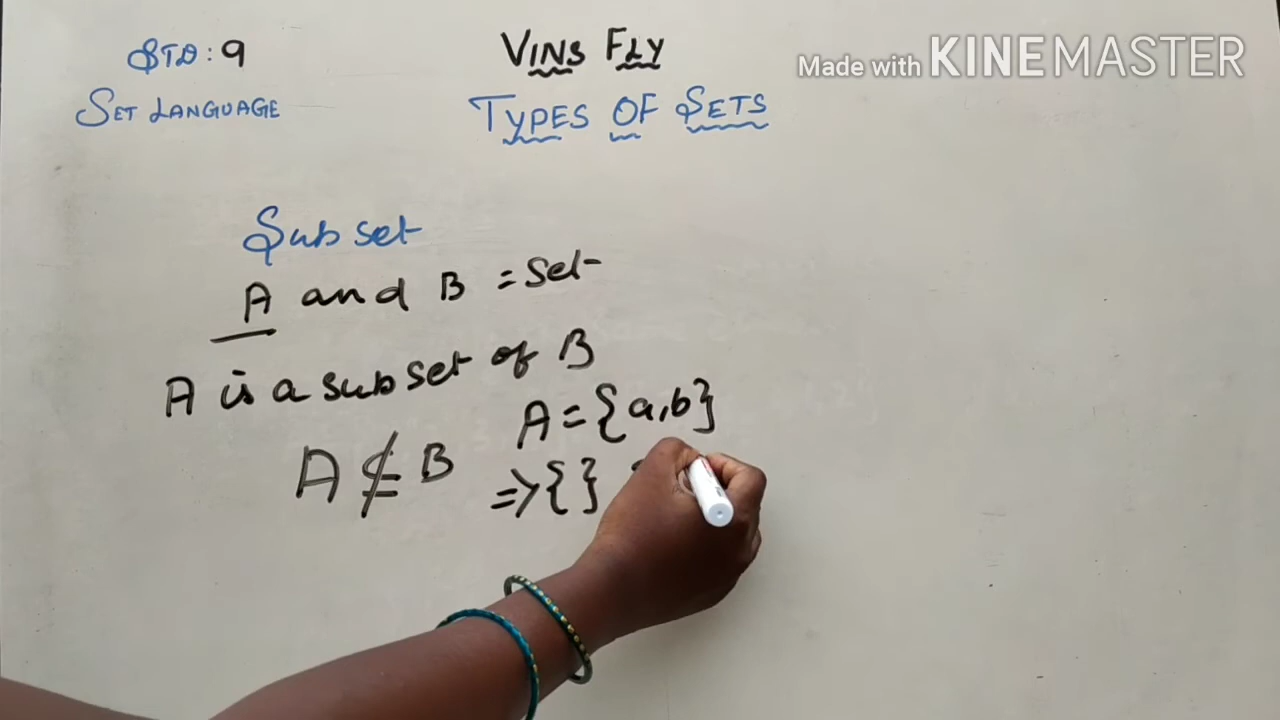 STD: 9
VINS FLY
Made with KINEMASTER
SET LANGUAGE
TYPES OF SETS
Subset
A and B = Set
A is a subset of B
A ⊈ B
A = {a,b}
=> {}